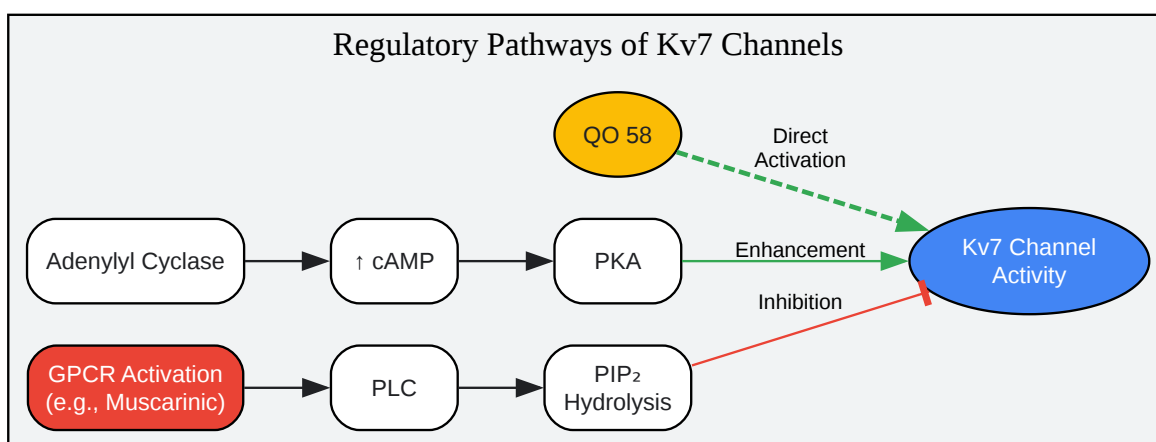 Regulatory Pathways of Kv7 Channels
QO 58
Direct
Activation
Adenylyl Cyclase
↑ cAMP
PKA
Enhancement
Kv7 Channel
Activity
Inhibition
GPCR Activation
(e.g., Muscarinic)
PLC
PIP₂
Hydrolysis